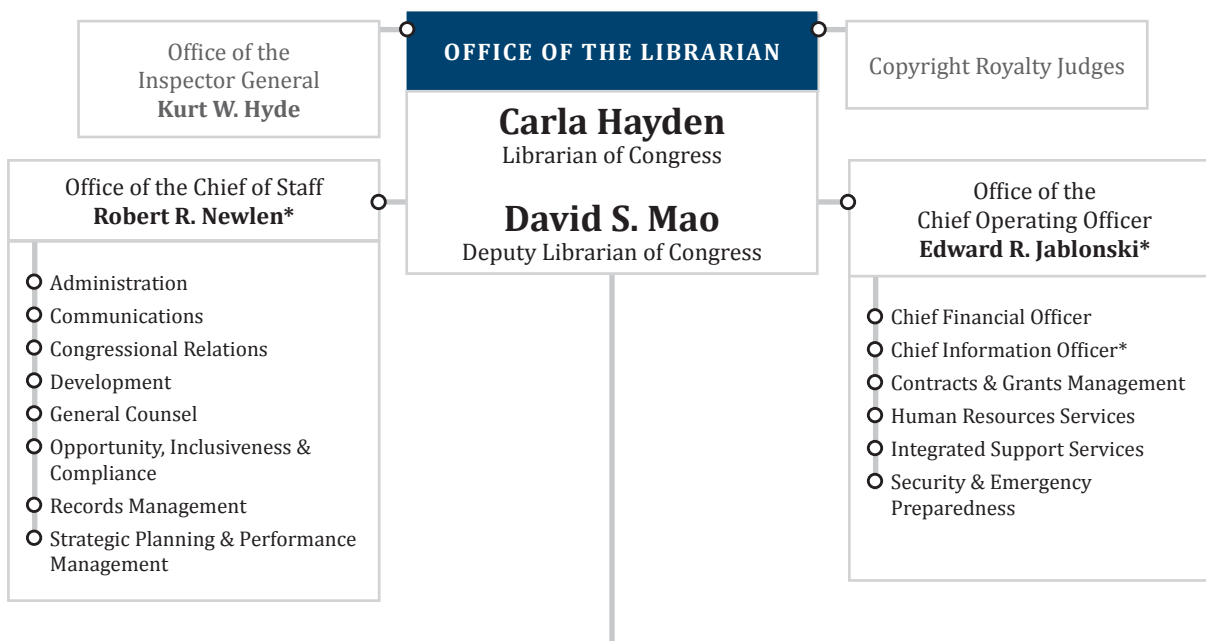 Office of the
Inspector General
Kurt W. Hyde
OFFICE OF THE LIBRARIAN
Carla Hayden
Librarian of Congress
David S. Mao
Deputy Librarian of Congress
Copyright Royalty Judges
Office of the Chief of Staff
Robert R. Newlen*
Administration
Communications
Congressional Relations
Development
General Counsel
Opportunity, Inclusiveness &
Compliance
Records Management
Strategic Planning & Performance
Management
Office of the
Chief Operating Officer
Edward R. Jablonski*
Chief Financial Officer
Chief Information Officer*
Contracts & Grants Management
Human Resources Services
Integrated Support Services
Security & Emergency
Preparedness